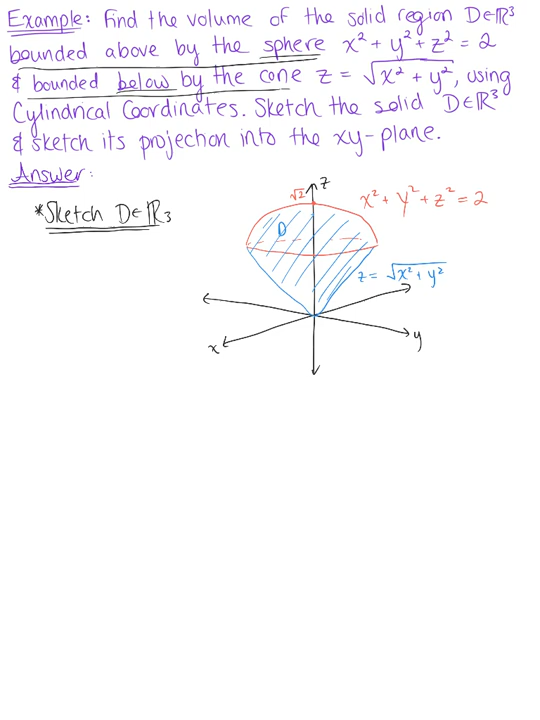 Example: Find the volume of the solid region D∈ℝ³
bounded above by the sphere x² + y² + z² = 2
& bounded below by the cone z = √(x² + y²), using
Cylindrical Coordinates. Sketch the solid D∈ℝ³
& sketch its projection into the xy-plane.
Answer:
*Sketch D∈ℝ₃
√2 z
x² + y² + z² = 2
D
z = √(x² + y²)
x
y